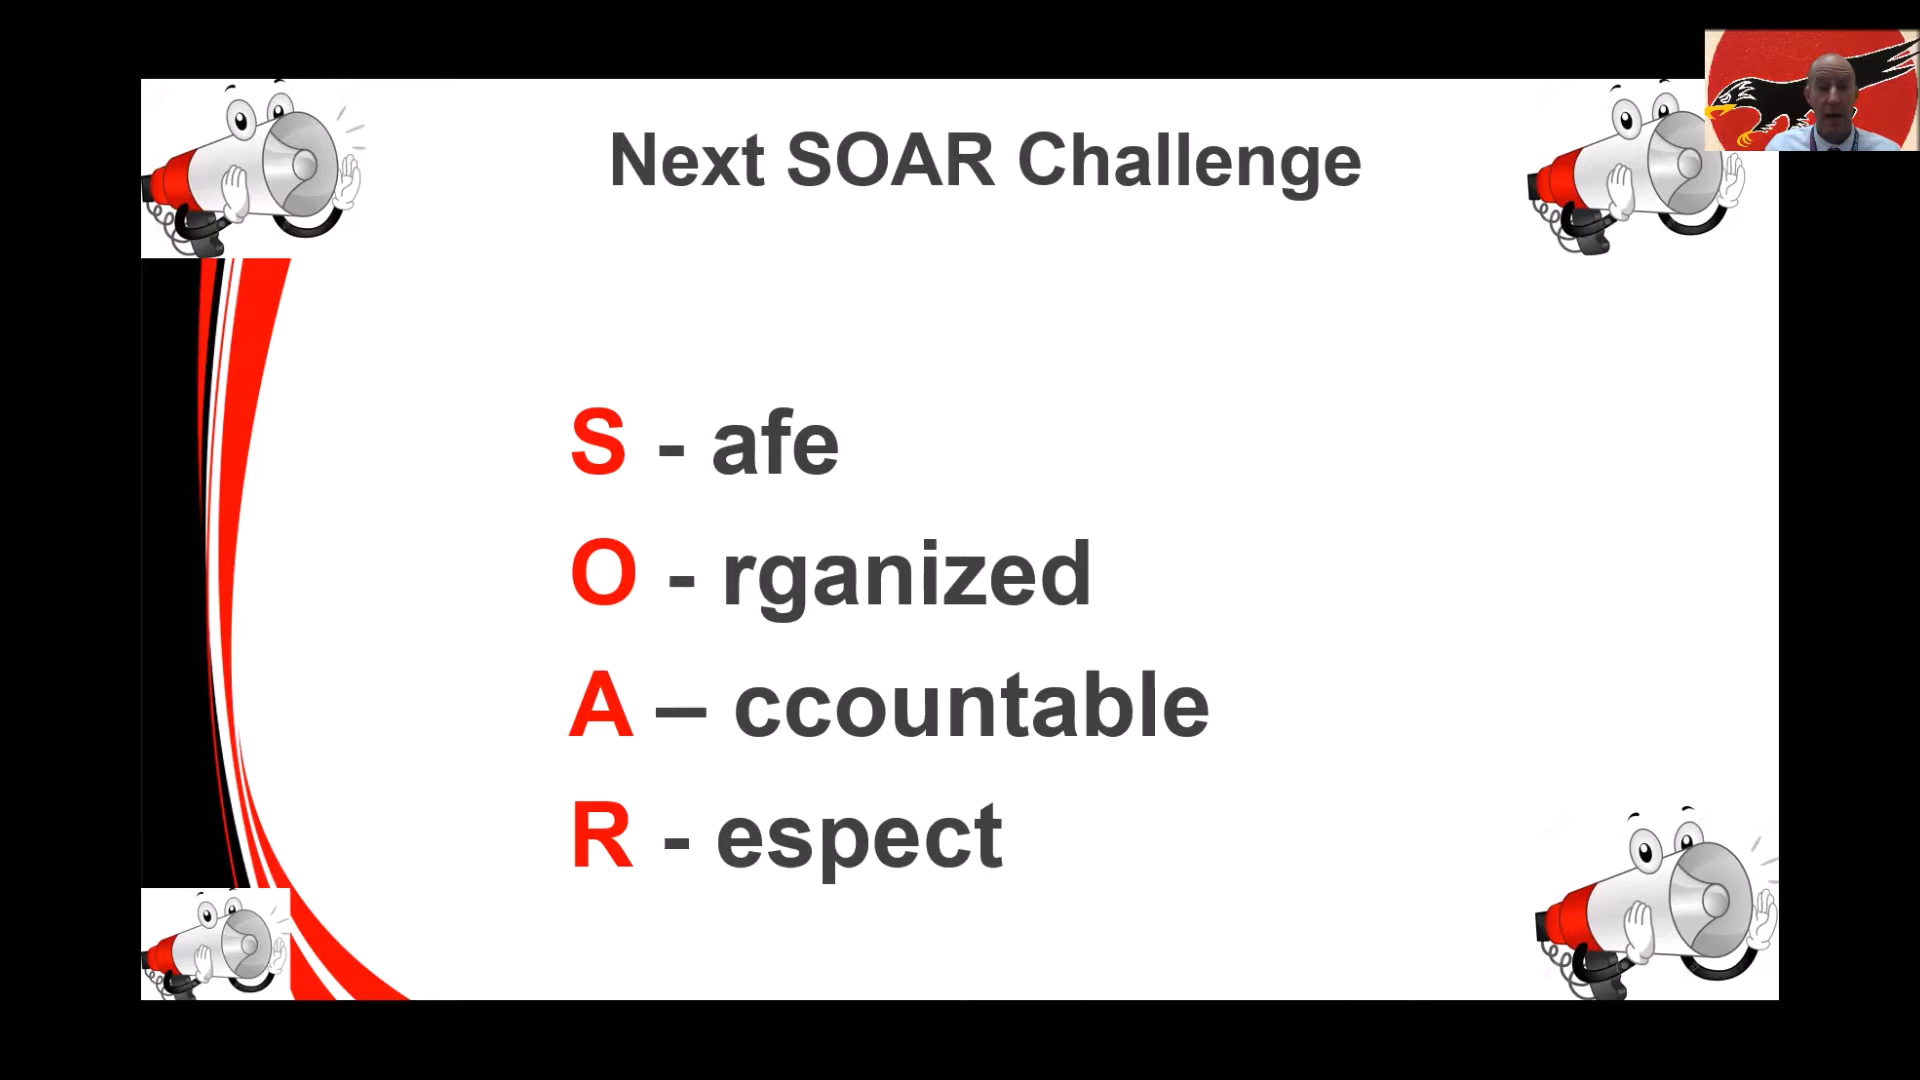 Next SOAR Challenge
S - afe
O - rganized
A – ccountable
R - espect